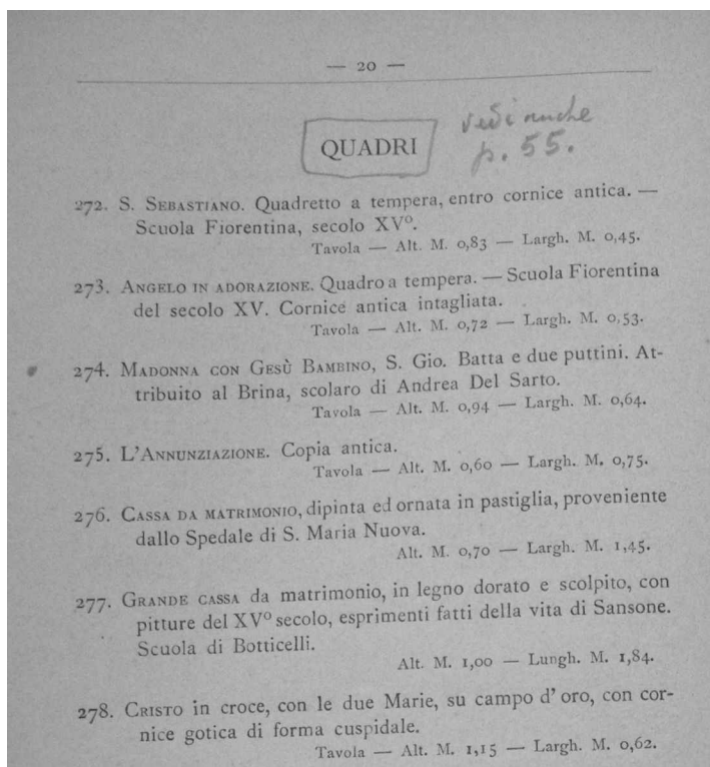 — 20 —
QUADRI
vedi anche
p. 55.
272. S. SEBASTIANO. Quadretto a tempera, entro cornice antica. —
Scuola Fiorentina, secolo XVº.
Tavola — Alt. M. 0,83 — Largh. M. 0,45.
273. ANGELO IN ADORAZIONE. Quadro a tempera. — Scuola Fiorentina
del secolo XV. Cornice antica intagliata.
Tavola — Alt. M. 0,72 — Largh. M. 0,53.
274. MADONNA CON GESÙ BAMBINO, S. Gio. Batta e due puttini. At-
tribuito al Brina, scolaro di Andrea Del Sarto.
Tavola — Alt. M. 0,94 — Largh. M. 0,64.
275. L'ANNUNZIAZIONE. Copia antica.
Tavola — Alt. M. 0,60 — Largh. M. 0,75.
276. CASSA DA MATRIMONIO, dipinta ed ornata in pastiglia, proveniente
dallo Spedale di S. Maria Nuova.
Alt. M. 0,70 — Largh. M. 1,45.
277. GRANDE CASSA da matrimonio, in legno dorato e scolpito, con
pitture del XVº secolo, esprimenti fatti della vita di Sansone.
Scuola di Botticelli.
Alt. M. 1,00 — Lungh. M. 1,84.
278. CRISTO in croce, con le due Marie, su campo d'oro, con cor-
nice gotica di forma cuspidale.
Tavola — Alt. M. 1,15 — Largh. M. 0,62.